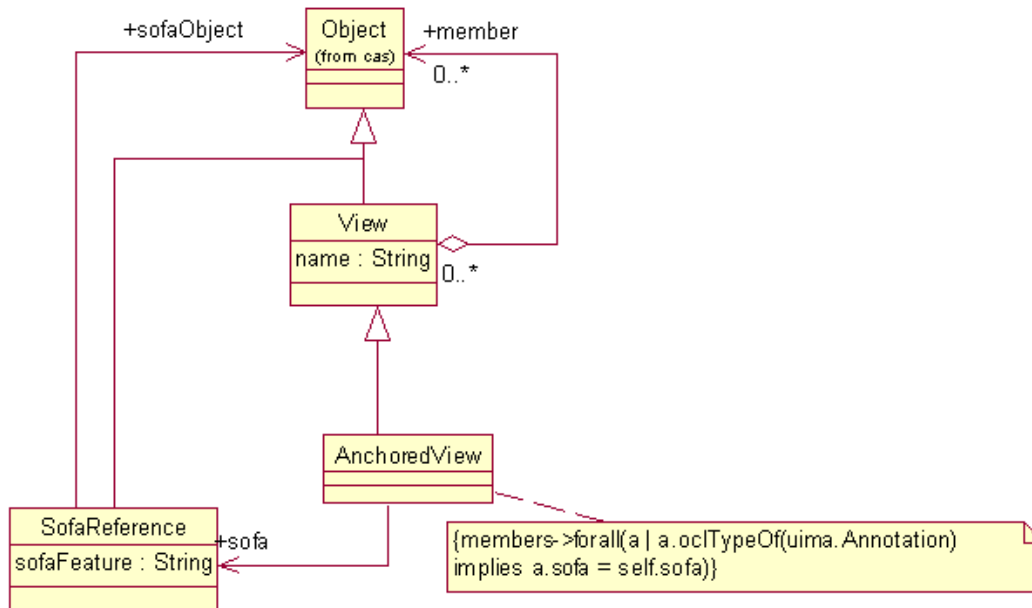 +sofaObject
Object
(from cas)
+member
0..*
View
name : String
0..*
AnchoredView
SofaReference
sofaFeature : String
+sofa
{members->forall(a | a.oclTypeOf(uima.Annotation)
implies a.sofa = self.sofa)}